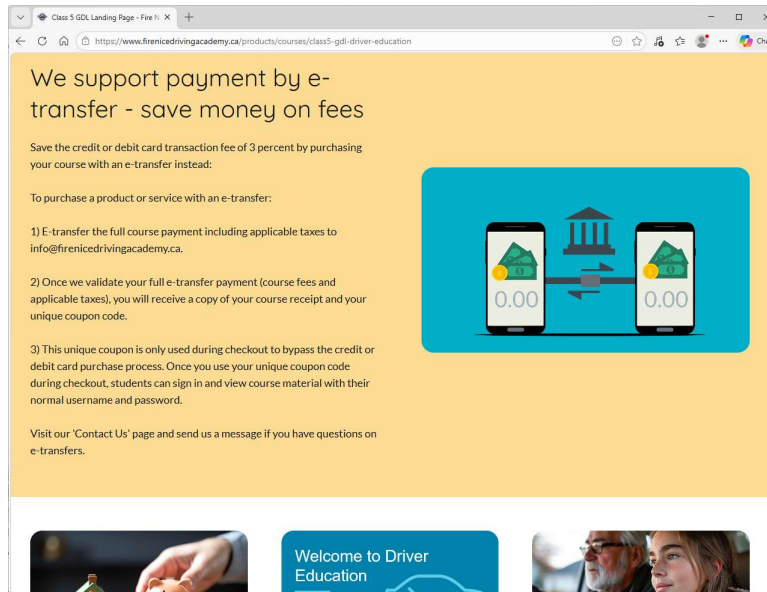 Class 5 GDL Landing Page - Fire N
https://www.firenicedrivingacademy.ca/products/courses/class5-gdl-driver-education
We support payment by e-
transfer - save money on fees
Save the credit or debit card transaction fee of 3 percent by purchasing
your course with an e-transfer instead:
To purchase a product or service with an e-transfer:
1) E-transfer the full course payment including applicable taxes to
info@firenicedrivingacademy.ca.
2) Once we validate your full e-transfer payment (course fees and
applicable taxes), you will receive a copy of your course receipt and your
unique coupon code.
3) This unique coupon is only used during checkout to bypass the credit or
debit card purchase process. Once you use your unique coupon code
during checkout, students can sign in and view course material with their
normal username and password.
Visit our 'Contact Us' page and send us a message if you have questions on
e-transfers.
0.00
0.00
Welcome to Driver
Education